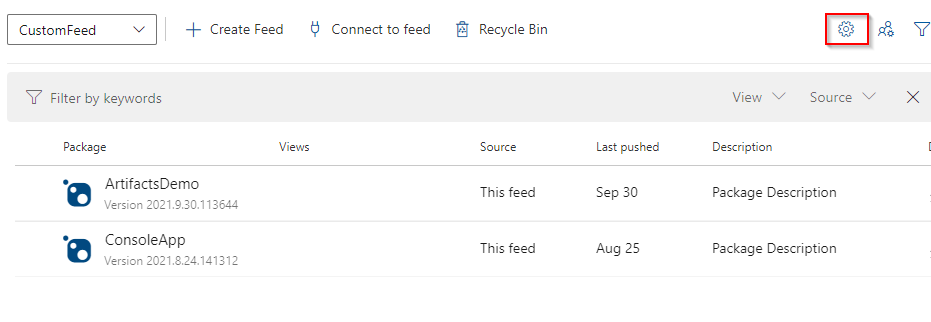 CustomFeed
Create Feed
Connect to feed
Recycle Bin
Filter by keywords
View
Source
Package Views Source Last pushed Description
ArtifactsDemo
Version 2021.9.30.113644
This feed Sep 30 Package Description
ConsoleApp
Version 2021.8.24.141312
This feed Aug 25 Package Description